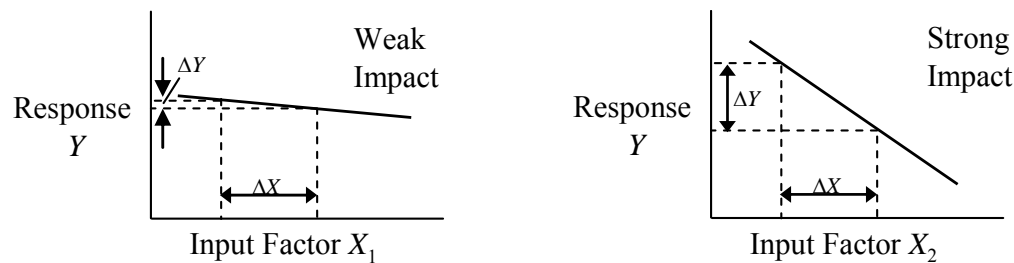 Weak
Impact
ΔY
Response
Y
ΔX
Input Factor X₁
Strong
Impact
ΔY
Response
Y
ΔX
Input Factor X₂